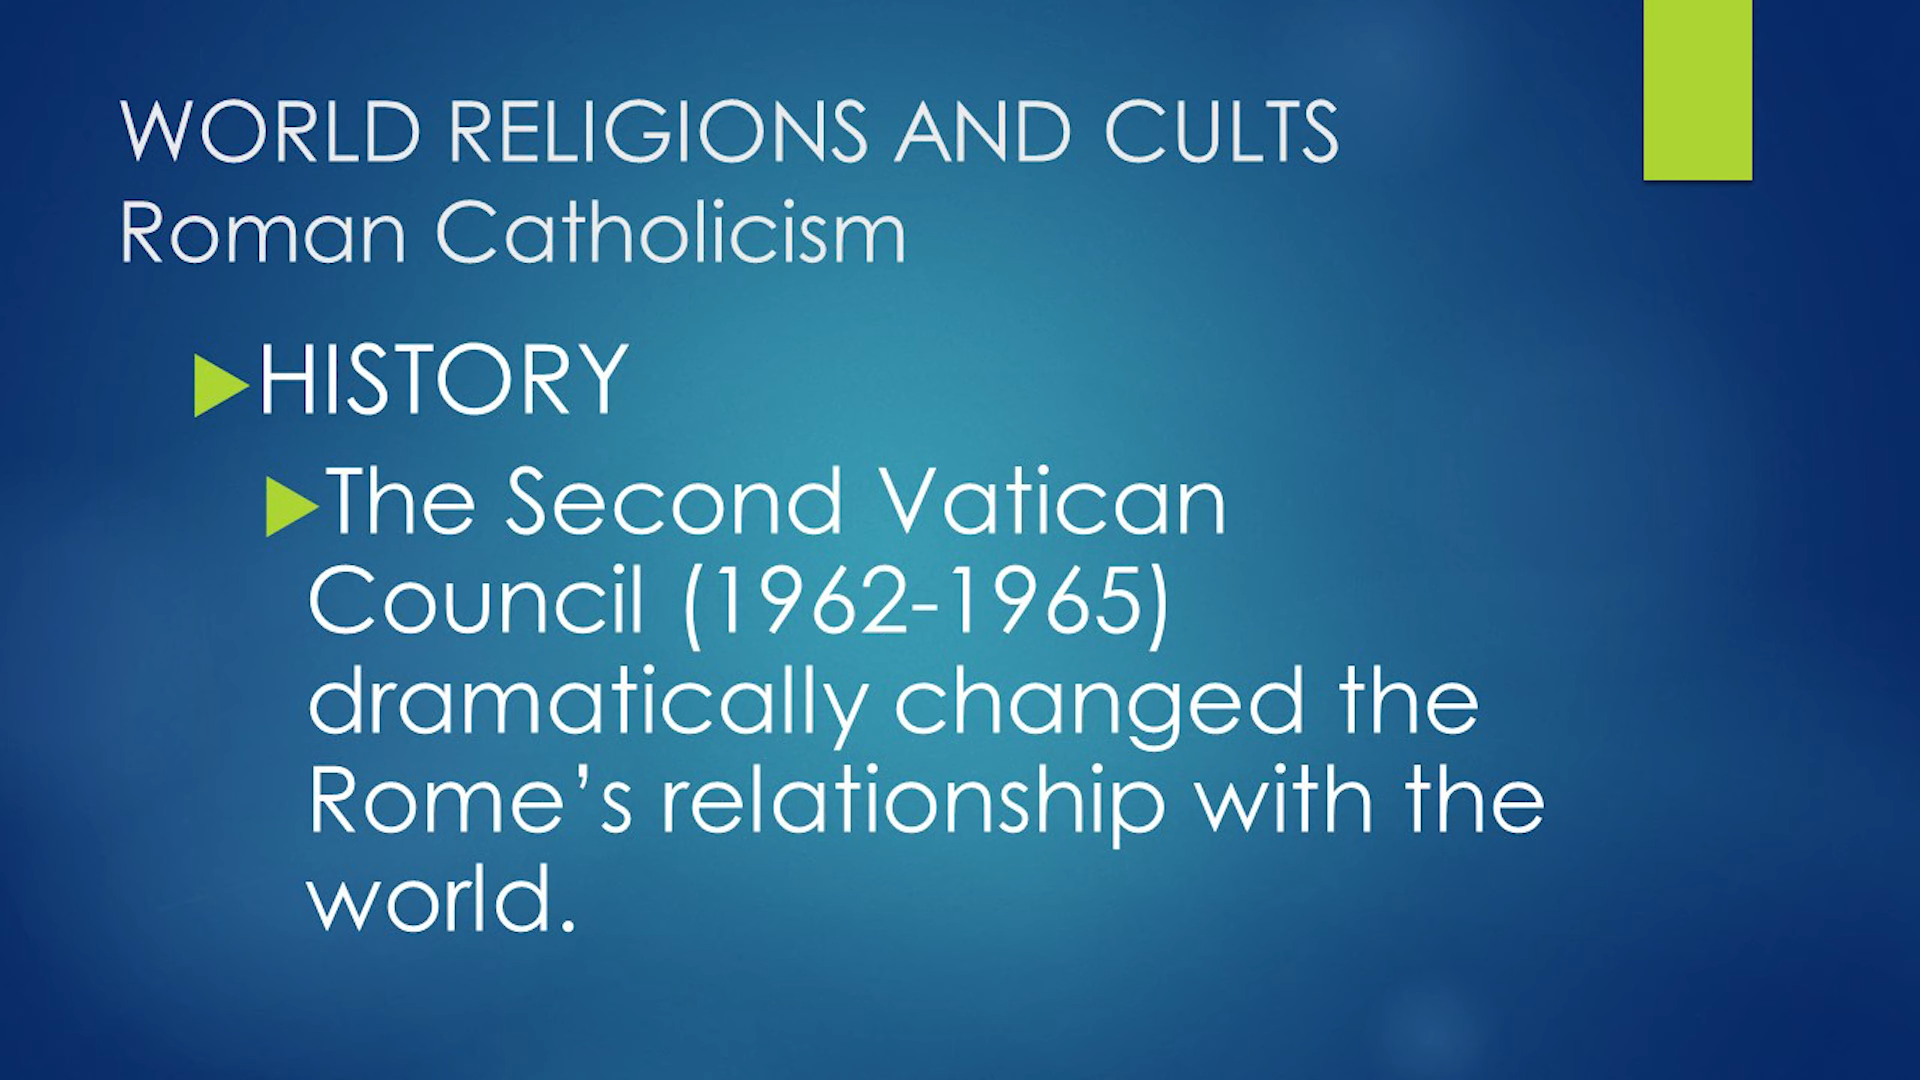 WORLD RELIGIONS AND CULTS
Roman Catholicism
HISTORY
The Second Vatican
Council (1962-1965)
dramatically changed the
Rome’s relationship with the
world.